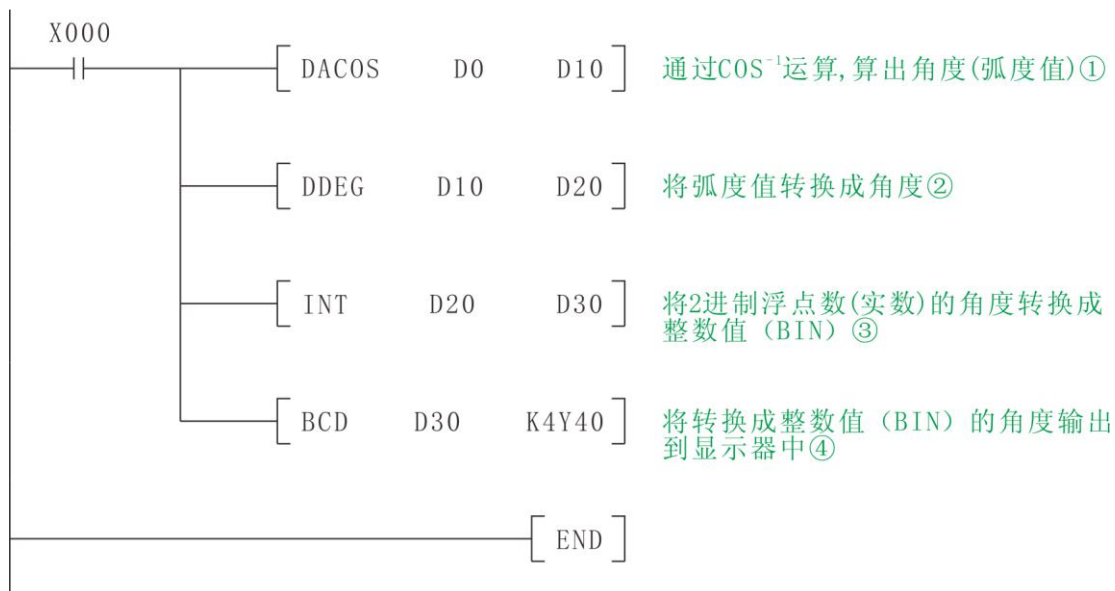 X000
DACOS D0 D10 通过COS⁻¹运算,算出角度(弧度值)①
DDEG D10 D20 将弧度值转换成角度②
INT D20 D30 将2进制浮点数(实数)的角度转换成
整数值（BIN）③
BCD D30 K4Y40 将转换成整数值（BIN）的角度输出
到显示器中④
END